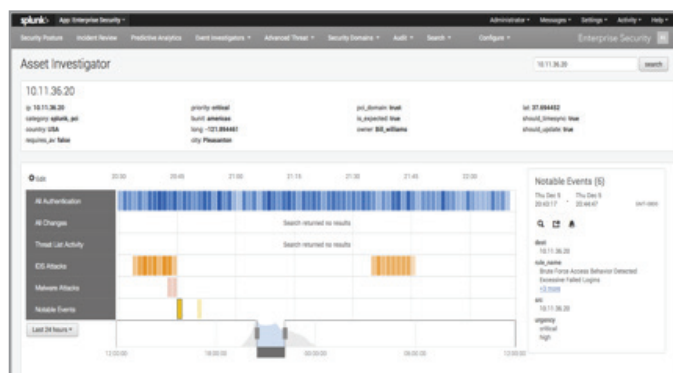 splunk> App: Enterprise Security Administrator Messages Settings Activity Help
Security Posture Incident Review Predictive Analytics Event Investigators Advanced Threat Security Domains Audit Search Configure Enterprise Security
Asset Investigator 10.11.36.20 search
10.11.36.20
ip: 10.11.36.20 priority: critical pci_domain: trust lat: 37.694452
category: splunk, pci bunit: americas is_expected: true should_timesync: true
country: USA long: -121.894461 owner: Bill_williams should_update: true
requires_av: false city: Pleasanton
Edit 20:30 20:45 21:00 21:15 21:30 21:45 22:00
All Authentication
All Changes Search returned no results
Threat List Activity Search returned no results
IDS Attacks
Malware Attacks
Notable Events
Last 24 hours
12:00:00 18:00:00 00:00:00 06:00:00 12:00:00
Notable Events (6)
Thu Dec 5 - Thu Dec 5
20:43:17 20:44:47 GMT-0800
dest
10.11.36.20
rule_name
Brute Force Access Behavior Detected
Excessive Failed Logins
+3 more
10.11.36.20
urgency
critical
high